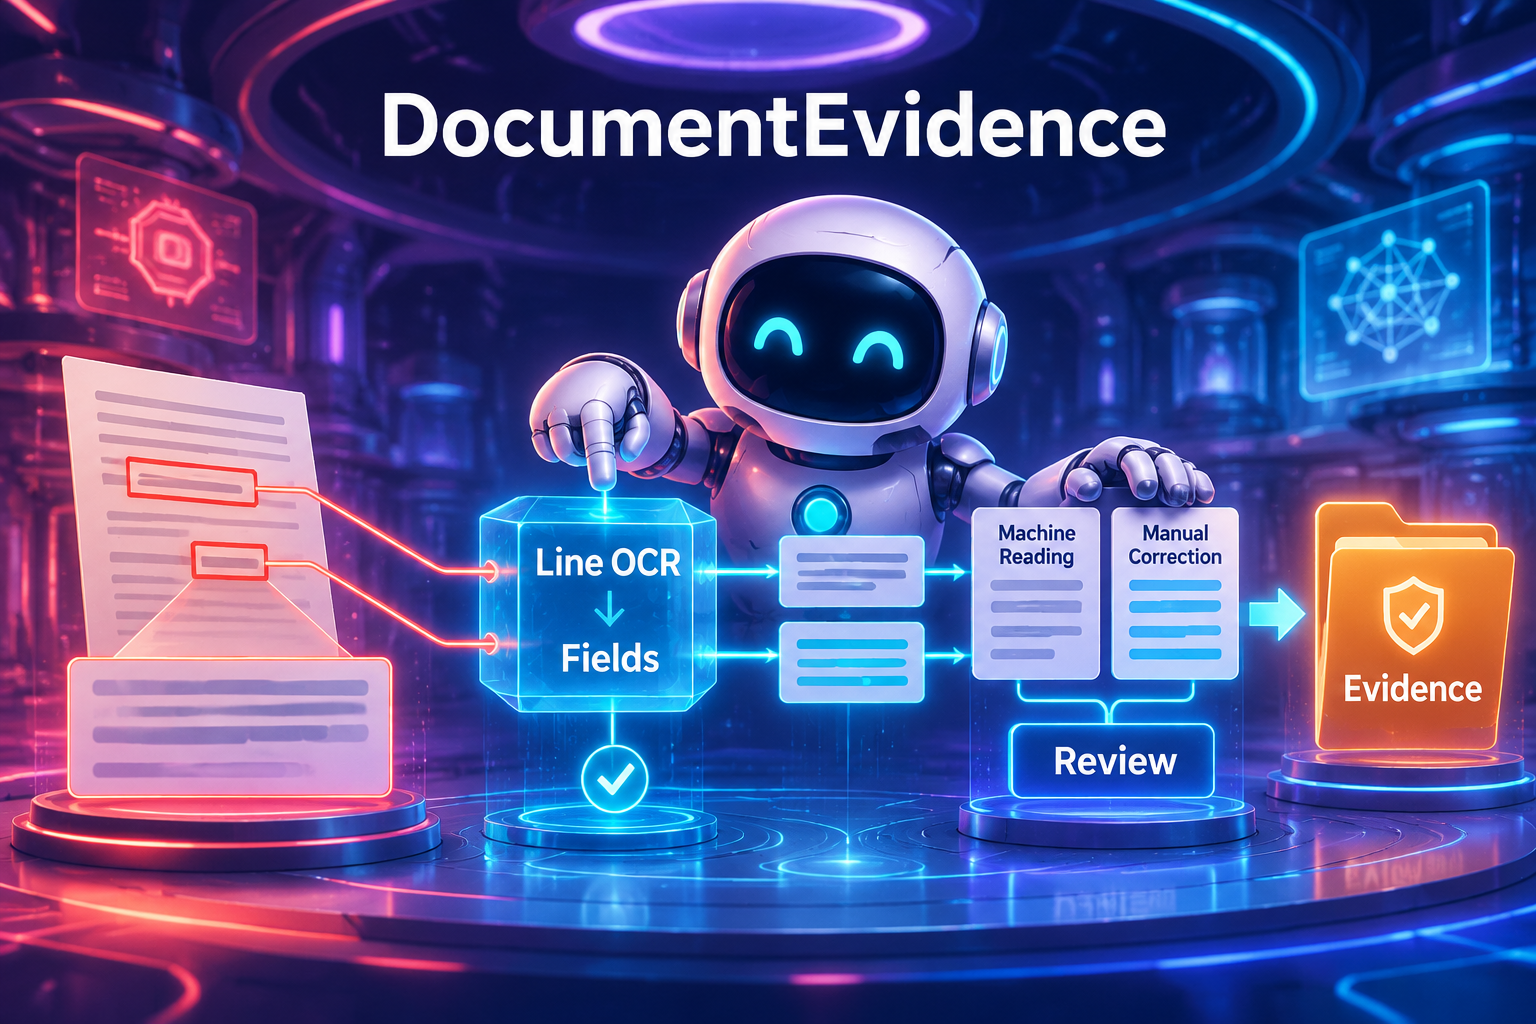 DocumentEvidence
Line OCR
↓
Fields
Machine
Reading
Manual
Correction
Review
Evidence